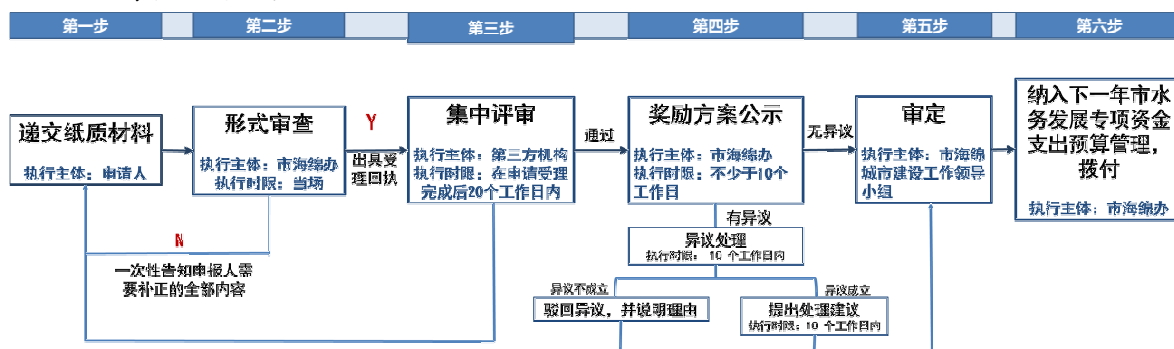 第一步
第二步
第三步
第四步
第五步
第六步
递交纸质材料
执行主体：申请人
形式审查
执行主体：市海绵办
执行时限：当场
Y
出具受
理回执
N
一次性告知申报人需
要补正的全部内容
集中评审
执行主体：第三方机构
执行时限：在申请受理
完成后20个工作日内
通过
奖励方案公示
执行主体：市海绵办
执行时限：不少于10个
工作日
无异议
有异议
异议处理
执行时限：10 个工作日内
异议不成立
驳回异议，并说明理由
异议成立
提出处理建议
执行时限：10 个工作日内
审定
执行主体：市海绵
城市建设工作领导
小组
纳入下一年市水
务发展专项资金
支出预算管理，
拨付
执行主体：市海绵办